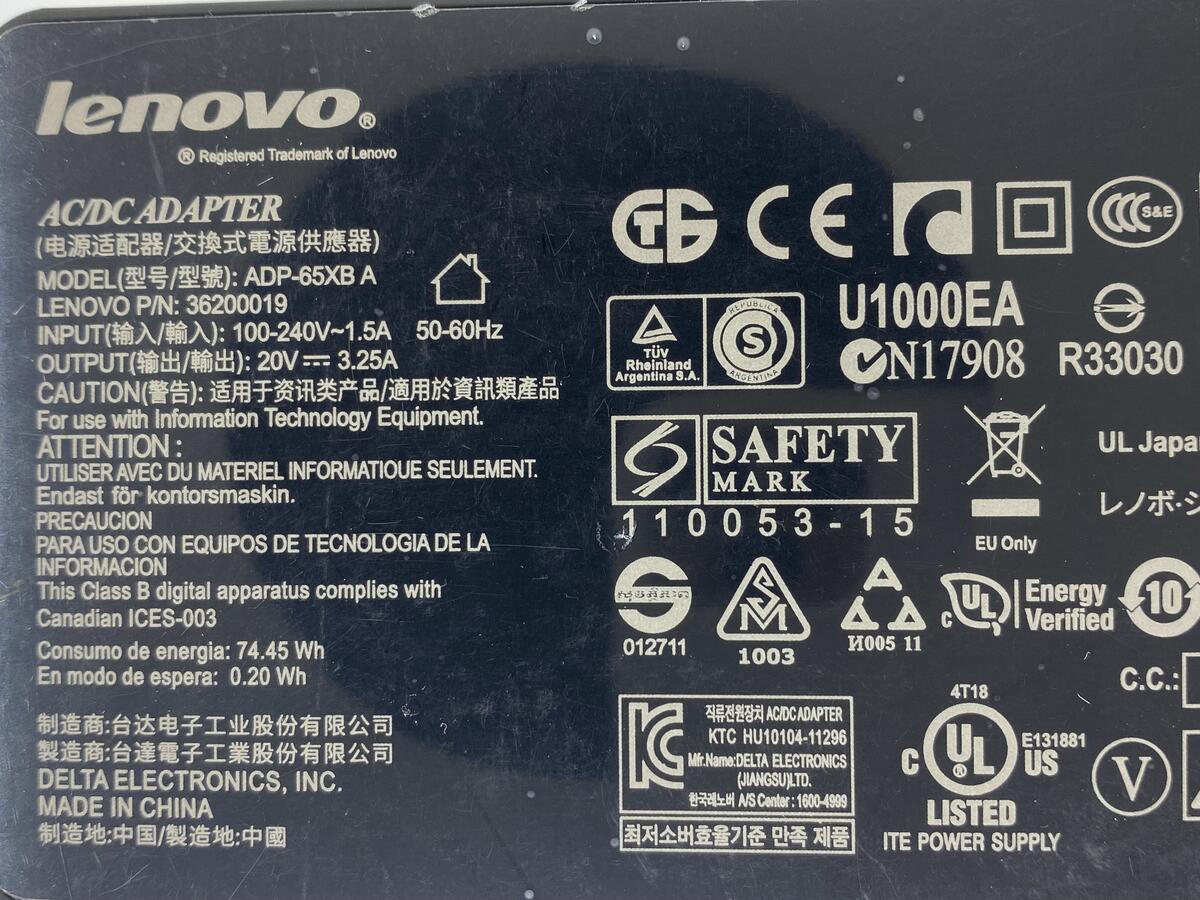 lenovo®
® Registered Trademark of Lenovo
AC/DC ADAPTER
(电源适配器/交換式電源供應器)
MODEL(型号/型號): ADP-65XB A
LENOVO P/N: 36200019
INPUT(输入/輸入): 100-240V~1.5A 50-60Hz
OUTPUT(输出/輸出): 20V⎓3.25A
CAUTION(警告): 适用于资讯类产品/適用於資訊類產品
For use with Information Technology Equipment.
ATTENTION :
UTILISER AVEC DU MATERIEL INFORMATIOUE SEULEMENT.
Endast för kontorsmaskin.
PRECAUCION
PARA USO CON EQUIPOS DE TECNOLOGIA DE LA
INFORMACION
This Class B digital apparatus complies with
Canadian ICES-003
Consumo de energia: 74.45 Wh
En modo de espera: 0.20 Wh
制造商:台达电子工业股份有限公司
製造商:台達電子工業股份有限公司
DELTA ELECTRONICS, INC.
MADE IN CHINA
制造地:中国/製造地:中國
CE
S&E
TÜV
Rheinland
Argentina S.A.
REPUBLICA
S
ARGENTINA
U1000EA
N17908
R33030
SAFETY
MARK
110053-15
EU Only
UL Japa
レノボ・シ
012711
SM
1003
И005 11
c UL
Energy
Verified
10
C.C.:
KC
직류전원장치 AC/DC ADAPTER
KTC HU10104-11296
Mfr.Name:DELTA ELECTRONICS
(JIANGSU)LTD.
한국레노버 A/S Center : 1600-4999
최저소비효율기준 만족 제품
4T18
C UL® US
E131881
LISTED
ITE POWER SUPPLY
V